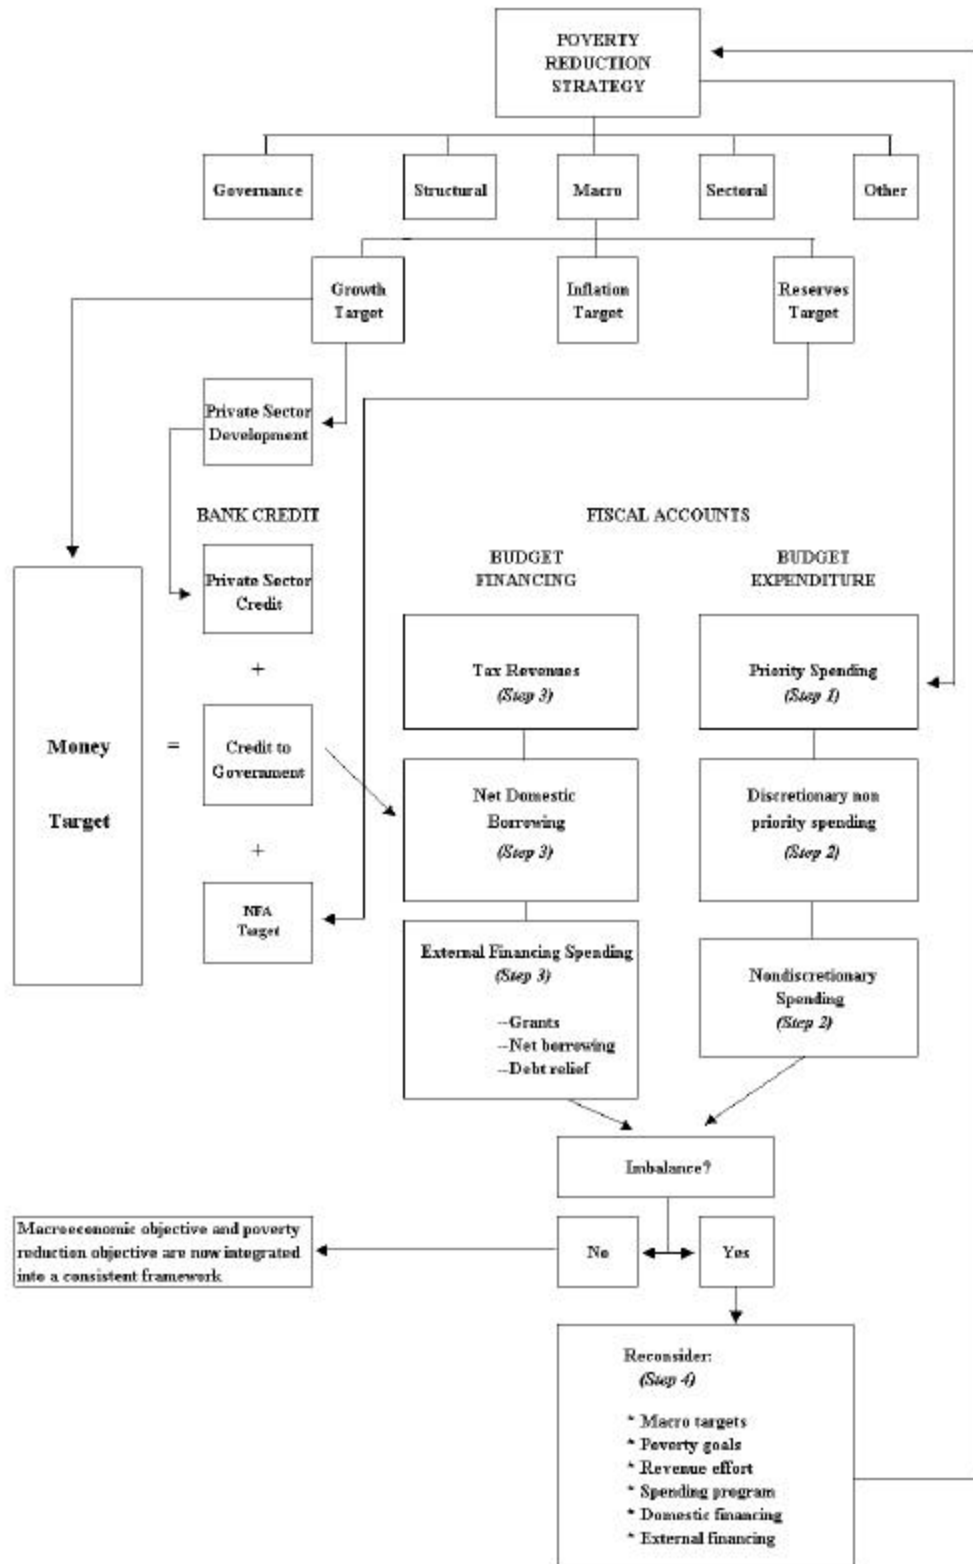 POVERTY
REDUCTION
STRATEGY
Governance
Structural
Macro
Sectoral
Other
Growth
Target
Inflation
Target
Reserves
Target
Private Sector
Development
BANK CREDIT
FISCAL ACCOUNTS
BUDGET
FINANCING
BUDGET
EXPENDITURE
Money
Target
=
Private Sector
Credit
+
Credit to
Government
+
NFA
Target
Tax Revenues
(Step 3)
Net Domestic
Borrowing
(Step 3)
External Financing Spending
(Step 3)
--Grants
--Net borrowing
--Debt relief
Priority Spending
(Step 1)
Discretionary non
priority spending
(Step 2)
Nondiscretionary
Spending
(Step 2)
Imbalance?
No
Yes
Macroeconomic objective and poverty
reduction objective are now integrated
into a consistent framework
Reconsider:
(Step 4)
* Macro targets
* Poverty goals
* Revenue effort
* Spending program
* Domestic financing
* External financing